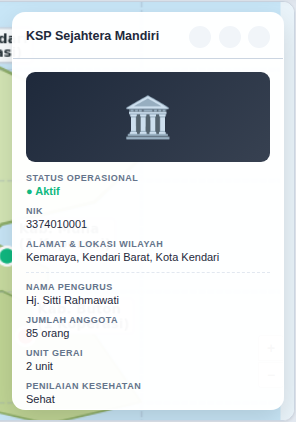 KSP Sejahtera Mandiri
STATUS OPERASIONAL
● Aktif
NIK
3374010001
ALAMAT & LOKASI WILAYAH
Kemaraya, Kendari Barat, Kota Kendari
NAMA PENGURUS
Hj. Sitti Rahmawati
JUMLAH ANGGOTA
85 orang
UNIT GERAI
2 unit
PENILAIAN KESEHATAN
Sehat